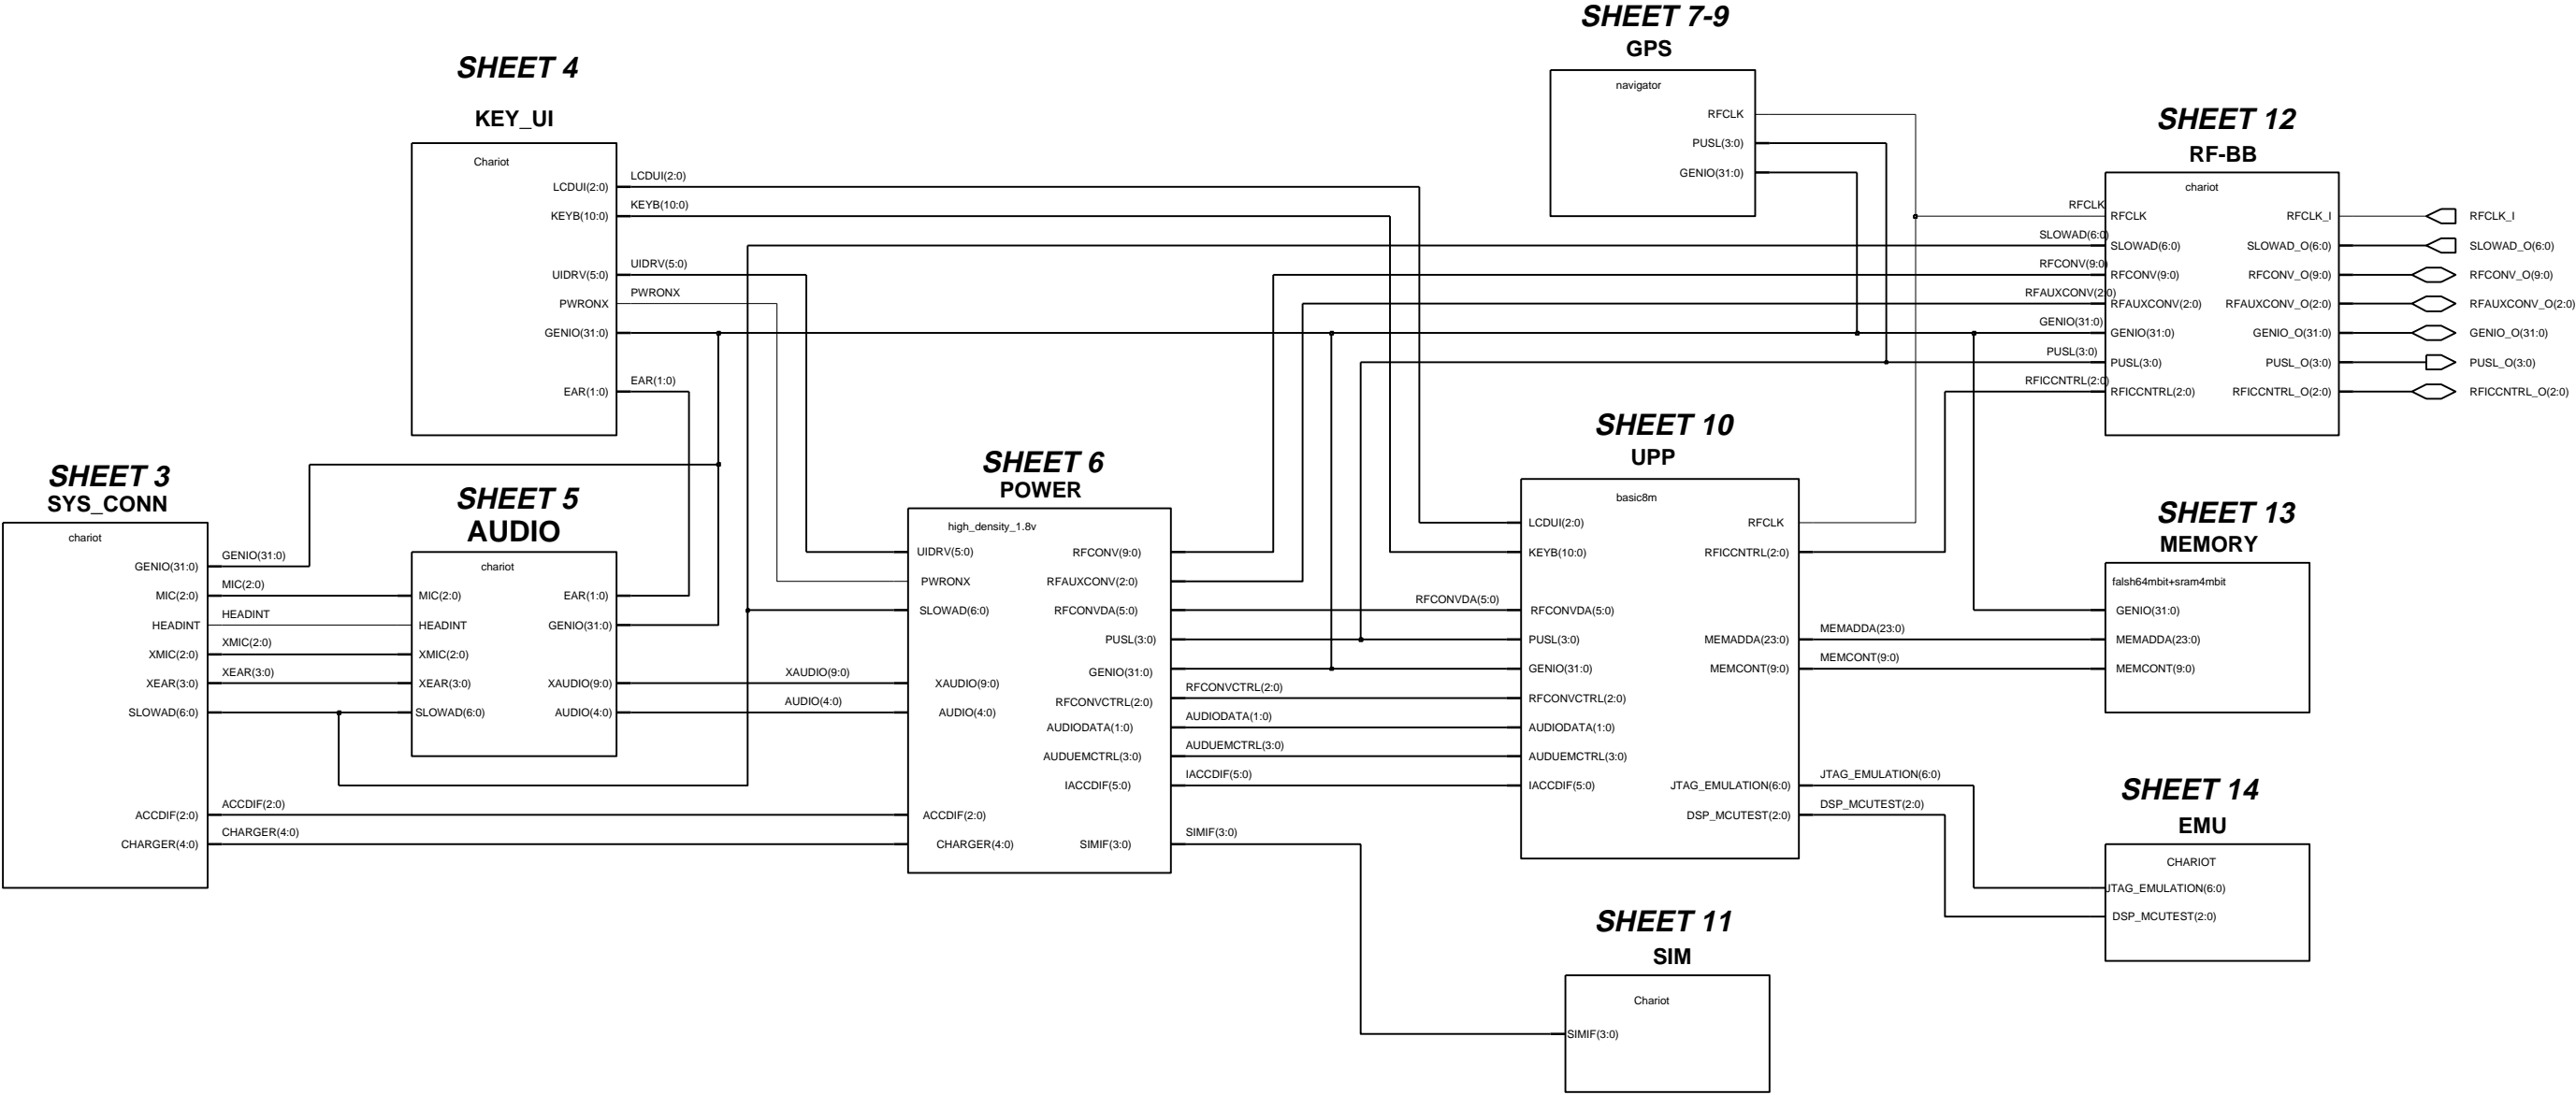 SHEET 7-9
GPS
navigator
RFCLK
PUSL(3:0)
GENIO(31:0)
SHEET 4
KEY_UI
Chariot
LCDUI(2:0)
KEYB(10:0)
UIDRV(5:0)
PWRONX
GENIO(31:0)
EAR(1:0)
LCDUI(2:0)
KEYB(10:0)
UIDRV(5:0)
PWRONX
EAR(1:0)
SHEET 12
RF-BB
chariot
RFCLK
SLOWAD(6:0)
RFCONV(9:0)
RFAUXCONV(2:0)
GENIO(31:0)
PUSL(3:0)
RFICCNTRL(2:0)
RFCLK
SLOWAD(6:0)
RFCONV(9:0)
RFAUXCONV(2:0)
GENIO(31:0)
PUSL(3:0)
RFICCNTRL(2:0)
RFCLK_I
SLOWAD_O(6:0)
RFCONV_O(9:0)
RFAUXCONV_O(2:0)
GENIO_O(31:0)
PUSL_O(3:0)
RFICCNTRL_O(2:0)
RFCLK_I
SLOWAD_O(6:0)
RFCONV_O(9:0)
RFAUXCONV_O(2:0)
GENIO_O(31:0)
PUSL_O(3:0)
RFICCNTRL_O(2:0)
SHEET 3
SYS_CONN
chariot
GENIO(31:0)
MIC(2:0)
HEADINT
XMIC(2:0)
XEAR(3:0)
SLOWAD(6:0)
ACCDIF(2:0)
CHARGER(4:0)
GENIO(31:0)
MIC(2:0)
HEADINT
XMIC(2:0)
XEAR(3:0)
ACCDIF(2:0)
CHARGER(4:0)
SHEET 5
AUDIO
chariot
MIC(2:0)
HEADINT
XMIC(2:0)
XEAR(3:0)
SLOWAD(6:0)
EAR(1:0)
GENIO(31:0)
XAUDIO(9:0)
AUDIO(4:0)
XAUDIO(9:0)
AUDIO(4:0)
SHEET 6
POWER
high_density_1.8v
UIDRV(5:0)
PWRONX
SLOWAD(6:0)
XAUDIO(9:0)
AUDIO(4:0)
ACCDIF(2:0)
CHARGER(4:0)
RFCONV(9:0)
RFAUXCONV(2:0)
RFCONVDA(5:0)
PUSL(3:0)
GENIO(31:0)
RFCONVCTRL(2:0)
AUDIODATA(1:0)
AUDUEMCTRL(3:0)
IACCDIF(5:0)
SIMIF(3:0)
RFCONVDA(5:0)
RFCONVCTRL(2:0)
AUDIODATA(1:0)
AUDUEMCTRL(3:0)
IACCDIF(5:0)
SIMIF(3:0)
SHEET 10
UPP
basic8m
LCDUI(2:0)
KEYB(10:0)
RFCONVDA(5:0)
PUSL(3:0)
GENIO(31:0)
RFCONVCTRL(2:0)
AUDIODATA(1:0)
AUDUEMCTRL(3:0)
IACCDIF(5:0)
RFCLK
RFICCNTRL(2:0)
MEMADDA(23:0)
MEMCONT(9:0)
JTAG_EMULATION(6:0)
DSP_MCUTEST(2:0)
MEMADDA(23:0)
MEMCONT(9:0)
JTAG_EMULATION(6:0)
DSP_MCUTEST(2:0)
SHEET 13
MEMORY
falsh64mbit+sram4mbit
GENIO(31:0)
MEMADDA(23:0)
MEMCONT(9:0)
SHEET 14
EMU
CHARIOT
JTAG_EMULATION(6:0)
DSP_MCUTEST(2:0)
SHEET 11
SIM
Chariot
SIMIF(3:0)